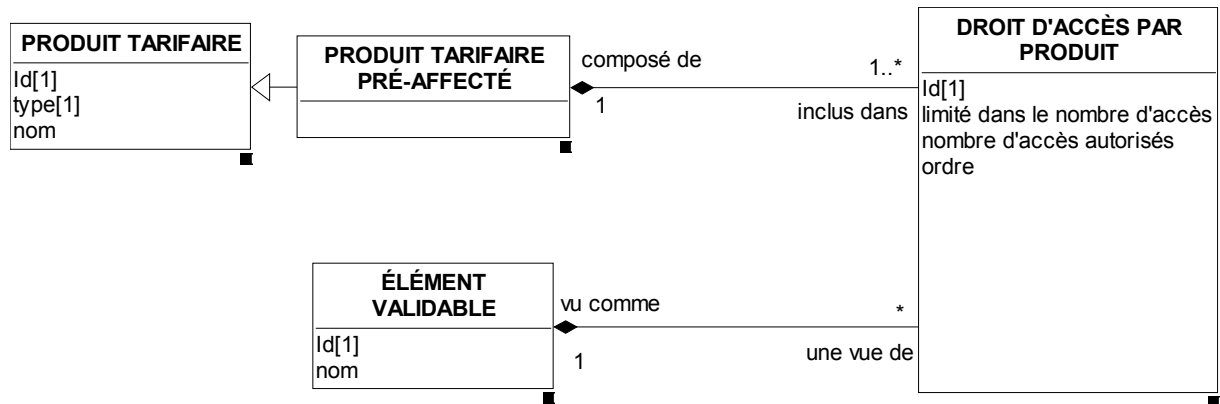 PRODUIT TARIFAIRE
Id[1]
type[1]
nom
PRODUIT TARIFAIRE
PRÉ-AFFECTÉ
composé de
1
1..*
inclus dans
DROIT D'ACCÈS PAR
PRODUIT
Id[1]
limité dans le nombre d'accès
nombre d'accès autorisés
ordre
ÉLÉMENT
VALIDABLE
Id[1]
nom
vu comme
1
*
une vue de